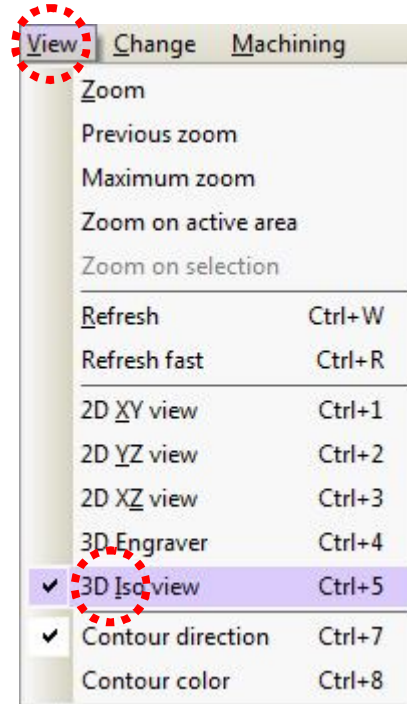 View Change Machining
Zoom
Previous zoom
Maximum zoom
Zoom on active area
Zoom on selection
Refresh Ctrl+W
Refresh fast Ctrl+R
2D XY view Ctrl+1
2D YZ view Ctrl+2
2D XZ view Ctrl+3
3D Engraver Ctrl+4
3D Iso view Ctrl+5
Contour direction Ctrl+7
Contour color Ctrl+8